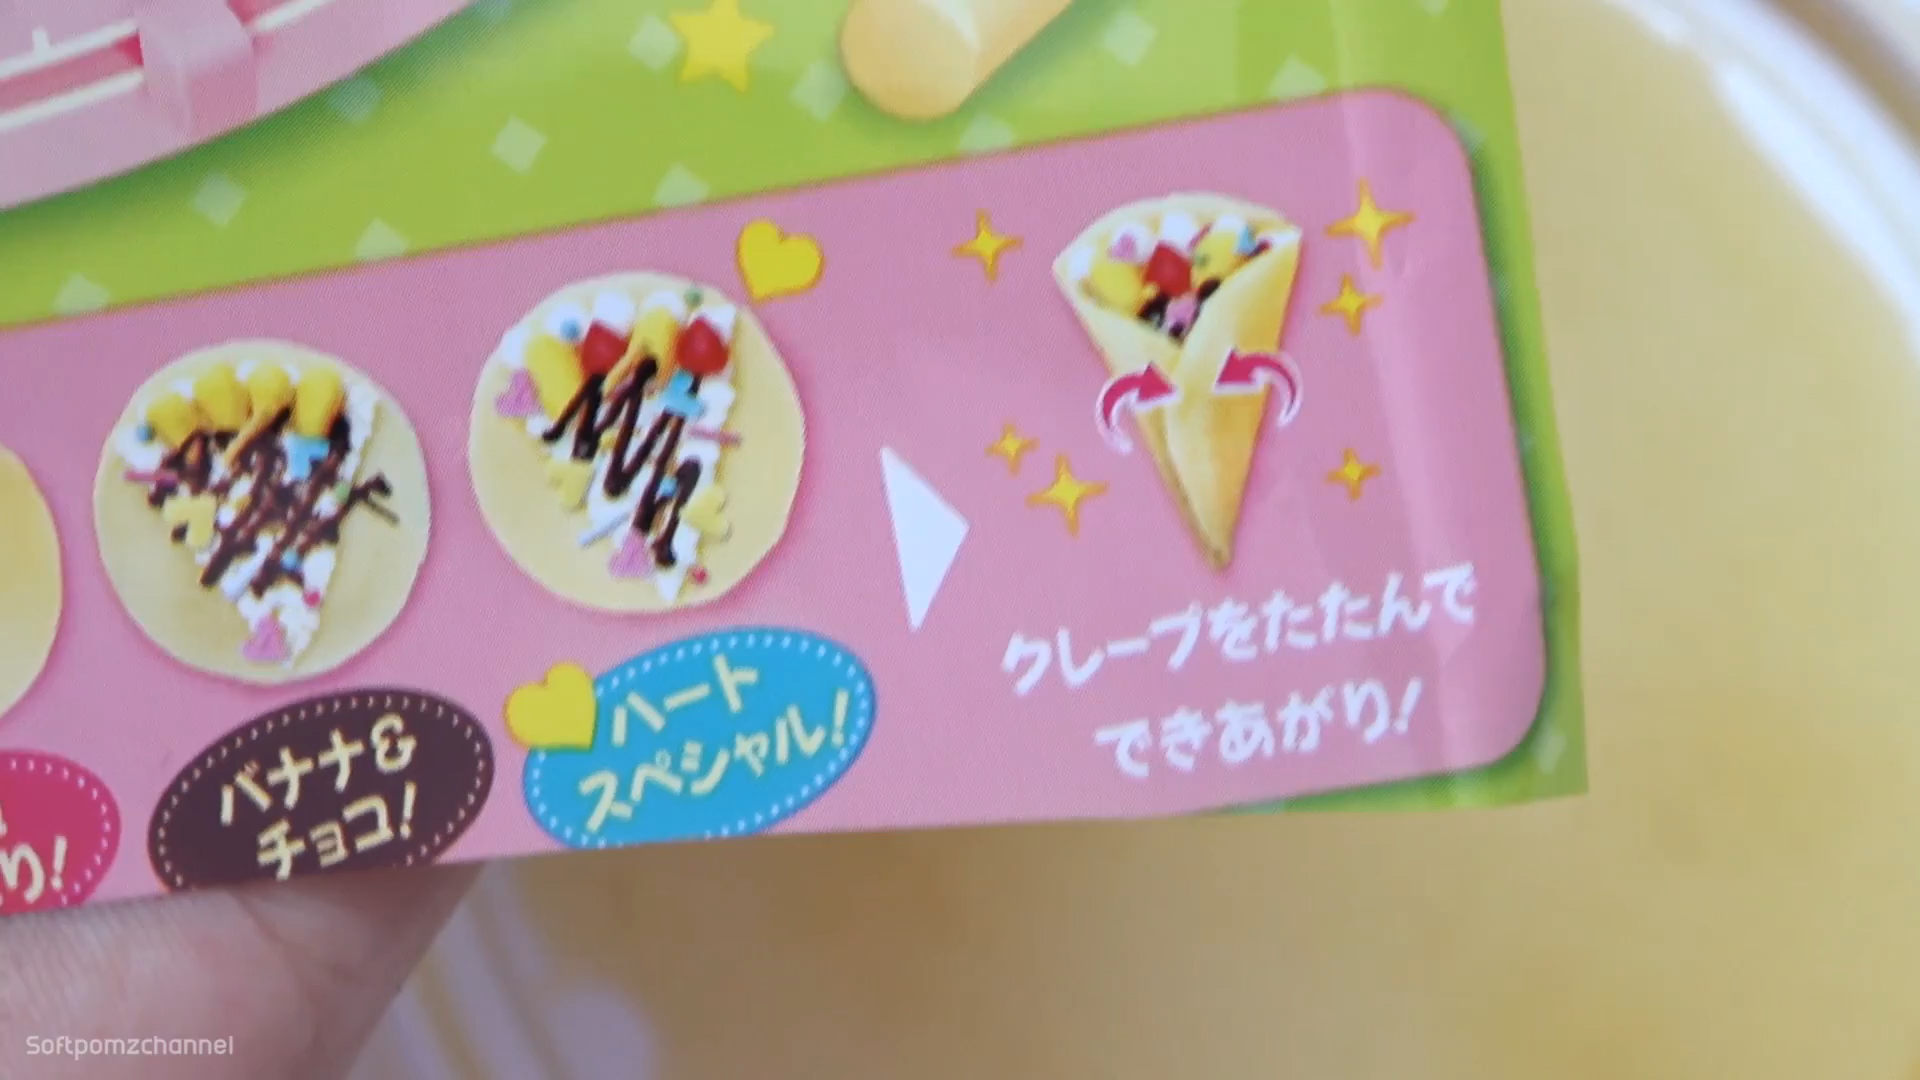 クレープをたたんで
できあがり!
ハート
スペシャル!
バナナ&
チョコ!
り!
Softpomzchannel